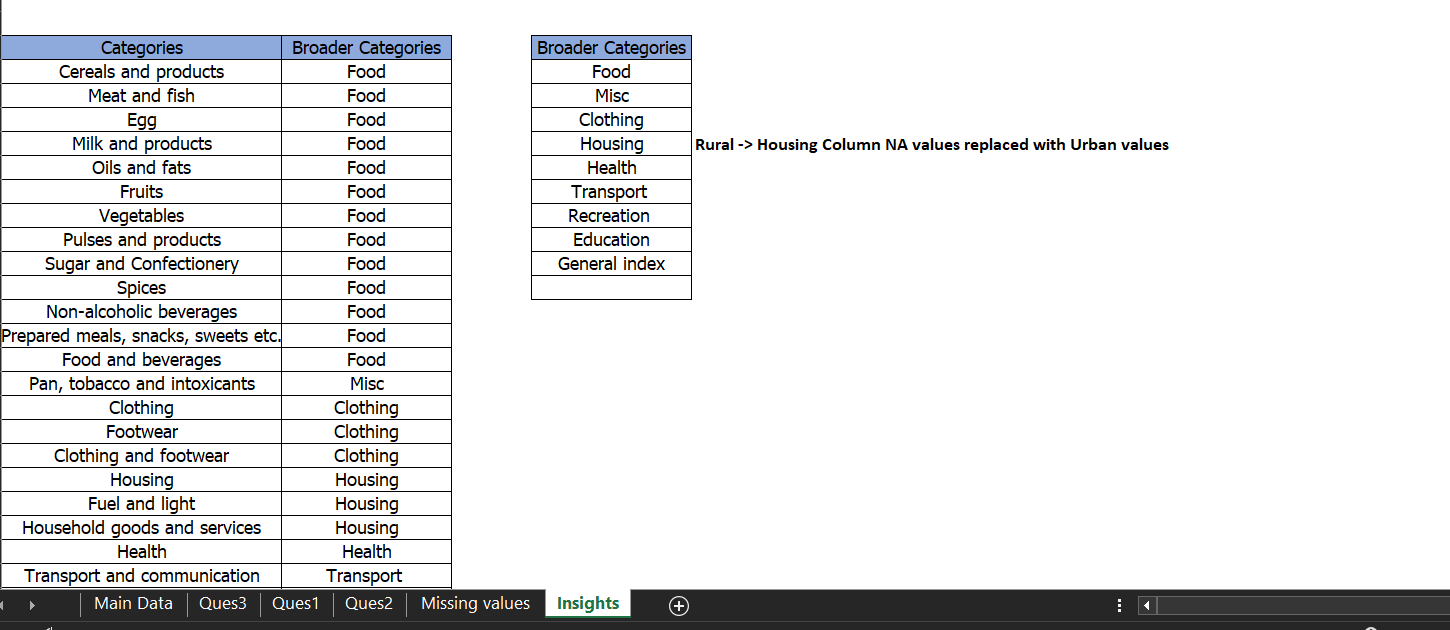 Categories Broader Categories
Cereals and products Food
Meat and fish Food
Egg Food
Milk and products Food
Oils and fats Food
Fruits Food
Vegetables Food
Pulses and products Food
Sugar and Confectionery Food
Spices Food
Non-alcoholic beverages Food
Prepared meals, snacks, sweets etc. Food
Food and beverages Food
Pan, tobacco and intoxicants Misc
Clothing Clothing
Footwear Clothing
Clothing and footwear Clothing
Housing Housing
Fuel and light Housing
Household goods and services Housing
Health Health
Transport and communication Transport
Broader Categories
Food
Misc
Clothing
Housing Rural -> Housing Column NA values replaced with Urban values
Health
Transport
Recreation
Education
General index
Main Data Ques3 Ques1 Ques2 Missing values Insights